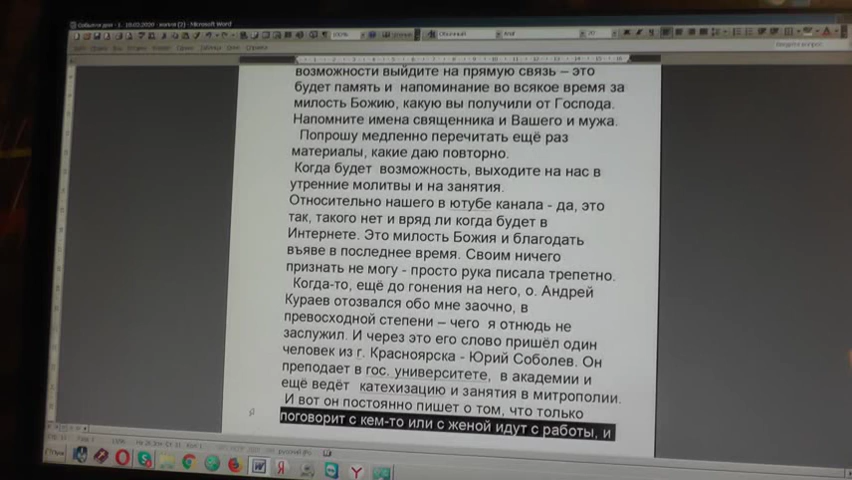 возможности выйдите на прямую связь – это
будет память и напоминание во всякое время за
милость Божию, какую вы получили от Господа.
Напомните имена священника и Вашего и мужа.
Попрошу медленно перечитать ещё раз
материалы, какие даю повторно.
Когда будет возможность, выходите на нас в
утренние молитвы и на занятия.
Относительно нашего в ютубе канала - да, это
так, такого нет и вряд ли когда будет в
Интернете. Это милость Божия и благодать
въяве в последнее время. Своим ничего
признать не могу - просто рука писала трепетно.
Когда-то, ещё до гонения на него, о. Андрей
Кураев отозвался обо мне заочно, в
превосходной степени – чего я отнюдь не
заслужил. И через это его слово пришёл один
человек из г. Красноярска - Юрий Соболев. Он
преподает в гос. университете, в академии и
ещё ведёт катехизацию и занятия в митрополии.
И вот он постоянно пишет о том, что только
поговорит с кем-то или с женой идут с работы, и